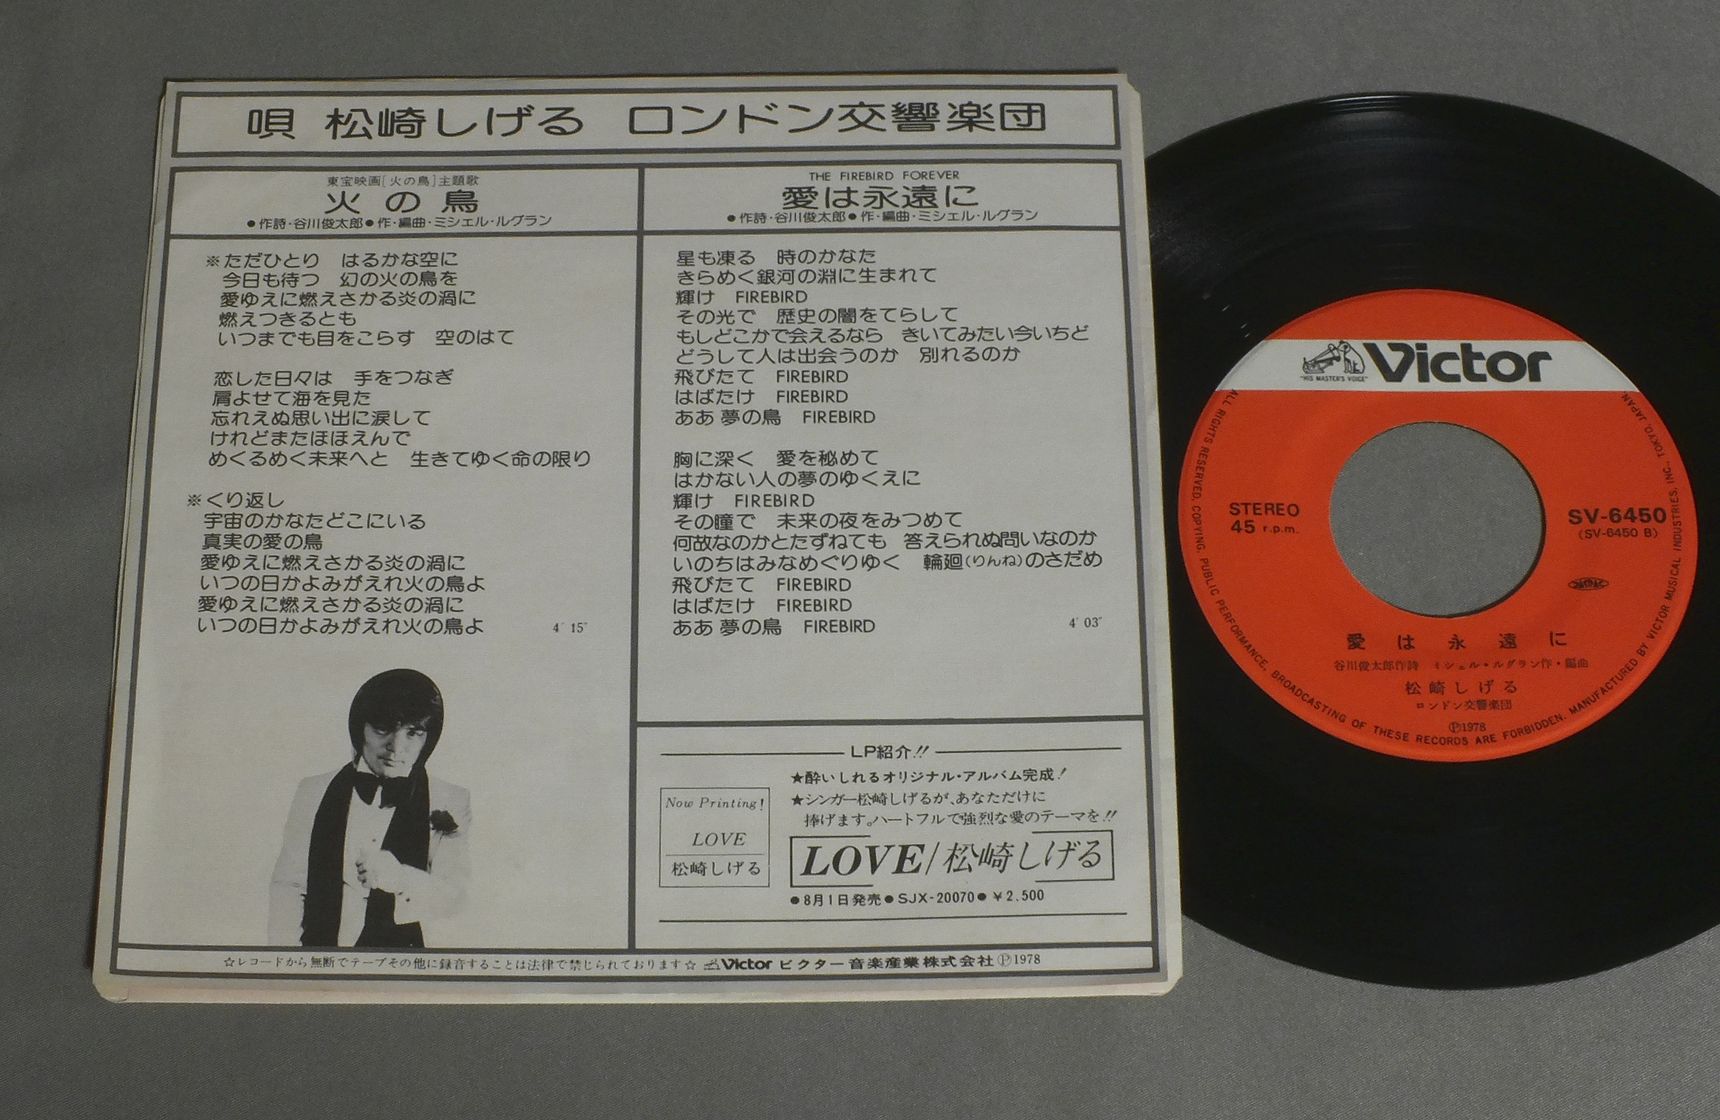 唄 松崎しげる ロンドン交響楽団
東宝映画[火の鳥]主題歌
火の鳥
●作詩・谷川俊太郎●作・編曲・ミシェル・ルグラン
※ただひとり はるかな空に
今日も待つ 幻の火の鳥を
愛ゆえに燃えさかる炎の渦に
燃えつきるとも
いつまでも目をこらす 空のはて
恋した日々は 手をつなぎ
肩よせて海を見た
忘れえぬ思い出に涙して
けれどまたほほえんで
めくるめく未来へと 生きてゆく命の限り
※くり返し
宇宙のかなたどこにいる
真実の愛の鳥
愛ゆえに燃えさかる炎の渦に
いつの日かよみがえれ火の鳥よ
愛ゆえに燃えさかる炎の渦に
いつの日かよみがえれ火の鳥よ
4′15″
THE FIREBIRD FOREVER
愛は永遠に
●作詩・谷川俊太郎●作・編曲・ミシェル・ルグラン
星も凍る 時のかなた
きらめく銀河の淵に生まれて
輝け FIREBIRD
その光で 歴史の闇をてらして
もしどこかで会えるなら きいてみたい今いちど
どうして人は出会うのか 別れるのか
飛びたて FIREBIRD
はばたけ FIREBIRD
ああ 夢の鳥 FIREBIRD
胸に深く 愛を秘めて
はかない人の夢のゆくえに
輝け FIREBIRD
その瞳で 未来の夜をみつめて
何故なのかとたずねても 答えられぬ問いなのか
いのちはみなめぐりゆく 輪廻(りんね)のさだめ
飛びたて FIREBIRD
はばたけ FIREBIRD
ああ 夢の鳥 FIREBIRD
4′03″
LP紹介!!
Now Printing!
LOVE
松崎しげる
★酔いしれるオリジナル・アルバム完成!
★シンガー松崎しげるが、あなただけに
捧げます。ハートフルで強烈な愛のテーマを!!
LOVE/松崎しげる
●8月1日発売●SJX-20070●¥2,500
☆レコードから無断でテープその他に録音することは法律で禁じられております☆ Victor ビクター音楽産業株式会社 Ⓟ1978
"HIS MASTER'S VOICE"
Victor
STEREO
45 r.p.m.
SV-6450
(SV-6450 B)
愛は永遠に
谷川俊太郎作詩 ミシェル・ルグラン作・編曲
松崎しげる
ロンドン交響楽団
Ⓟ1978
ALL RIGHTS RESERVED. COPYING, PUBLIC PERFORMANCE, BROADCASTING OF THESE RECORDS ARE FORBIDDEN. MANUFACTURED BY VICTOR MUSICAL INDUSTRIES, INC., TOKYO, JAPAN